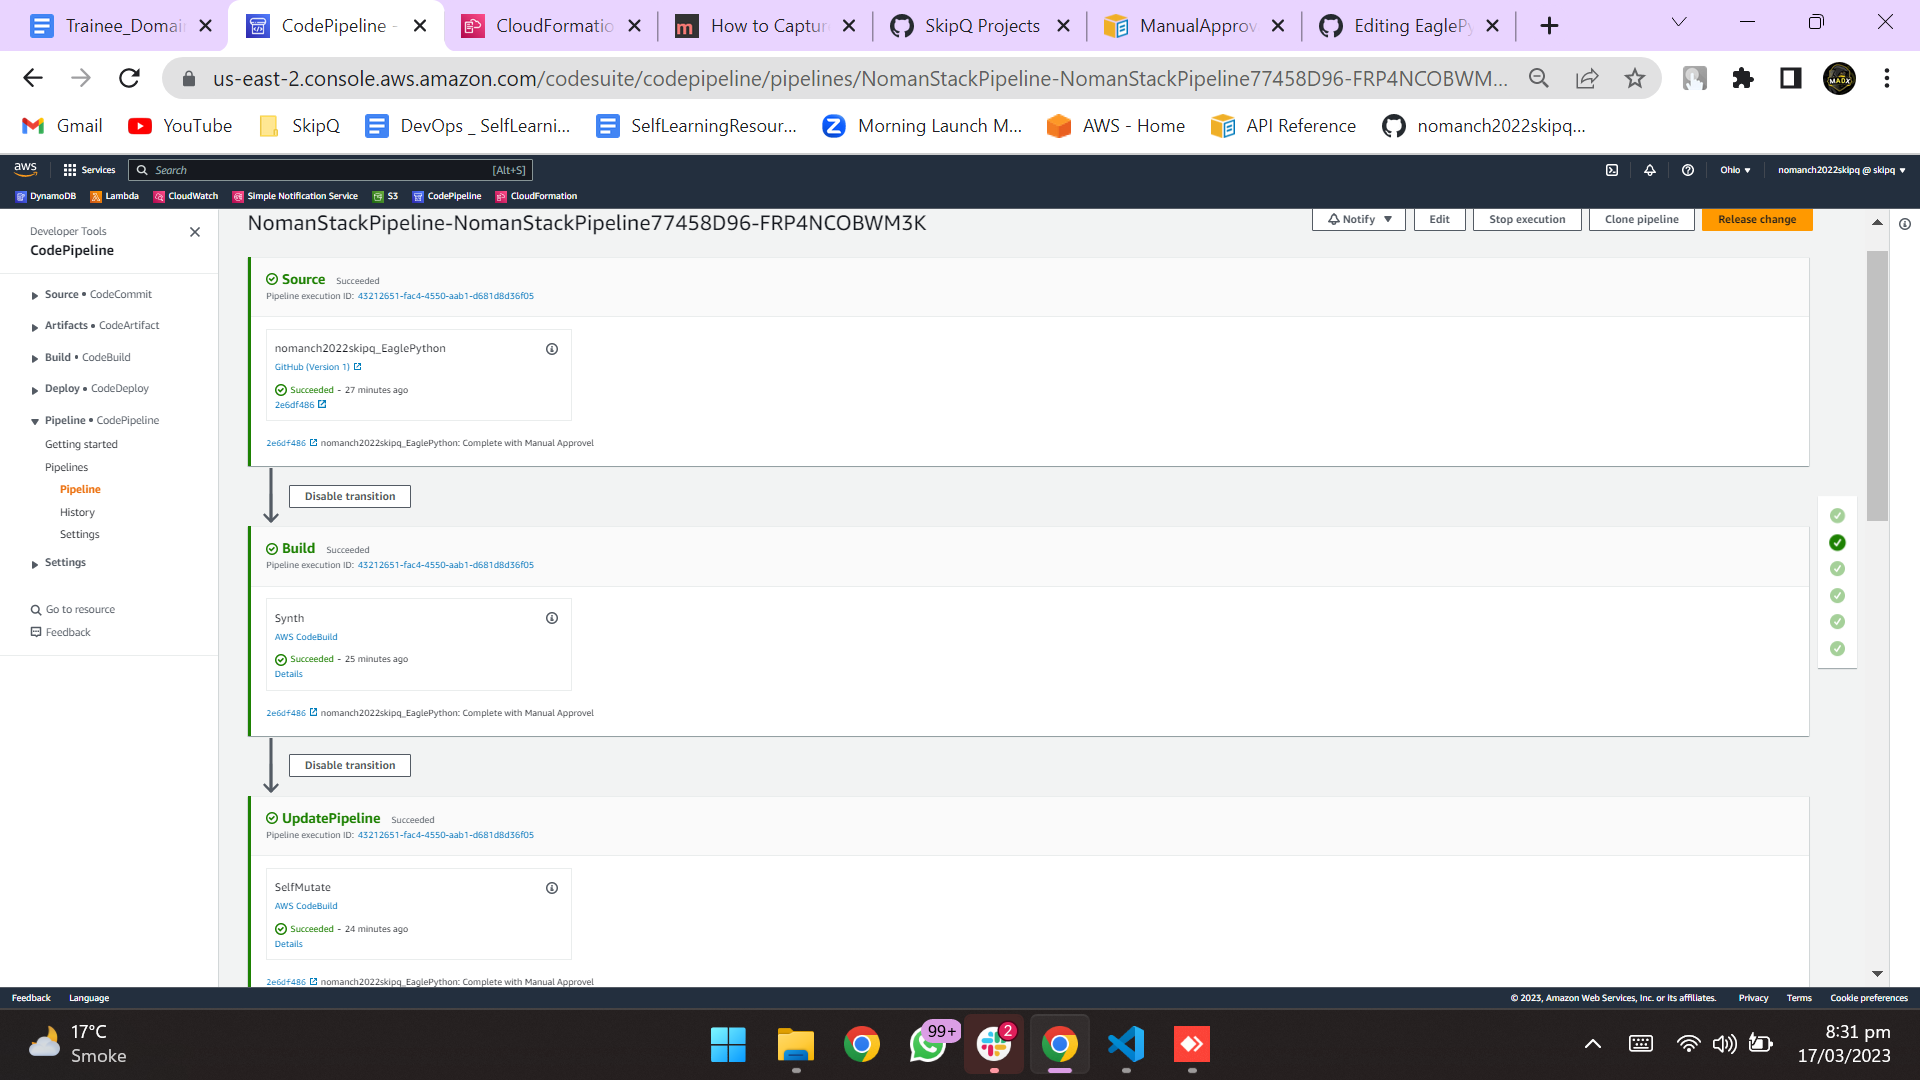 Trainee_Domai
CodePipeline -
CloudFormatio
How to Captur
SkipQ Projects
ManualApprov
Editing EaglePy
us-east-2.console.aws.amazon.com/codesuite/codepipeline/pipelines/NomanStackPipeline-NomanStackPipeline77458D96-FRP4NCOBWM...
Gmail
YouTube
SkipQ
DevOps _ SelfLearni...
SelfLearningResour...
Morning Launch M...
AWS - Home
API Reference
nomanch2022skipq...
aws
Services
Search
[Alt+S]
Ohio
nomanch2022skipq @ skipq
DynamoDB
Lambda
CloudWatch
Simple Notification Service
S3
CodePipeline
CloudFormation
Developer Tools
CodePipeline
Source • CodeCommit
Artifacts • CodeArtifact
Build • CodeBuild
Deploy • CodeDeploy
Pipeline • CodePipeline
Getting started
Pipelines
Pipeline
History
Settings
Settings
Go to resource
Feedback
NomanStackPipeline-NomanStackPipeline77458D96-FRP4NCOBWM3K
Notify
Edit
Stop execution
Clone pipeline
Release change
Source Succeeded
Pipeline execution ID: 43212651-fac4-4550-aab1-d681d8d36f05
nomanch2022skipq_EaglePython
GitHub (Version 1)
Succeeded - 27 minutes ago
2e6df486
2e6df486 nomanch2022skipq_EaglePython: Complete with Manual Approvel
Disable transition
Build Succeeded
Pipeline execution ID: 43212651-fac4-4550-aab1-d681d8d36f05
Synth
AWS CodeBuild
Succeeded - 25 minutes ago
Details
2e6df486 nomanch2022skipq_EaglePython: Complete with Manual Approvel
Disable transition
UpdatePipeline Succeeded
Pipeline execution ID: 43212651-fac4-4550-aab1-d681d8d36f05
SelfMutate
AWS CodeBuild
Succeeded - 24 minutes ago
Details
2e6df486 nomanch2022skipq_EaglePython: Complete with Manual Approvel
Feedback
Language
© 2023, Amazon Web Services, Inc. or its affiliates.
Privacy
Terms
Cookie preferences
17°C
Smoke
99+
2
8:31 pm
17/03/2023